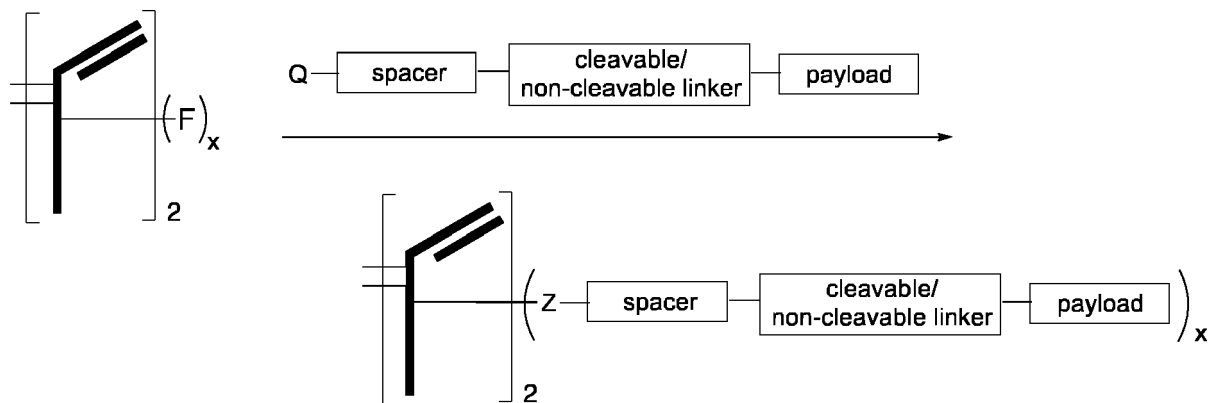 (F)x
2
Q spacer cleavable/
non-cleavable linker payload
2
(Z spacer cleavable/
non-cleavable linker payload)x